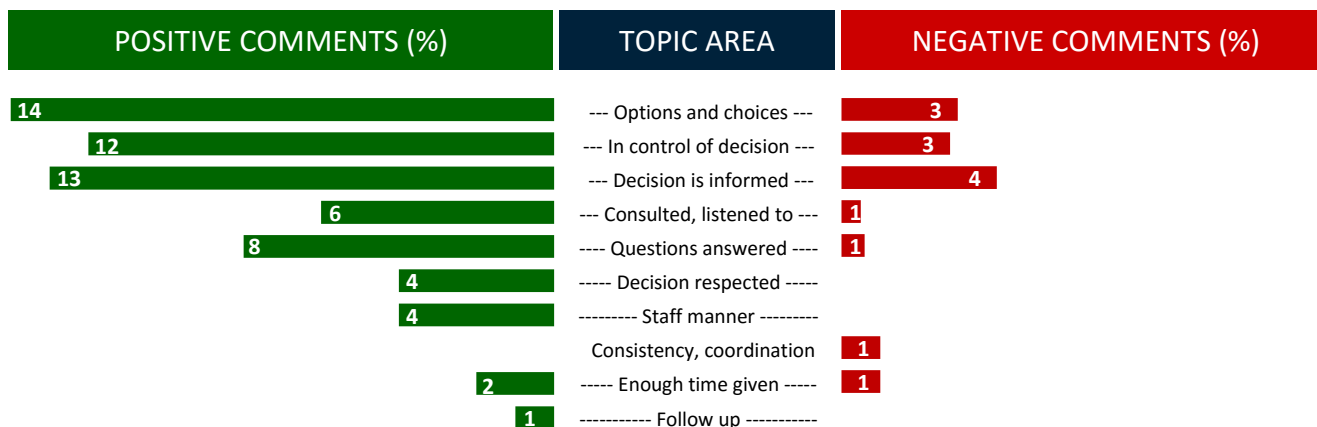 POSITIVE COMMENTS (%) TOPIC AREA NEGATIVE COMMENTS (%)
14 --- Options and choices --- 3
12 --- In control of decision --- 3
13 --- Decision is informed --- 4
6 --- Consulted, listened to --- 1
8 ---- Questions answered ---- 1
4 ----- Decision respected -----
4 --------- Staff manner ---------
Consistency, coordination 1
2 ----- Enough time given ----- 1
1 ----------- Follow up -----------